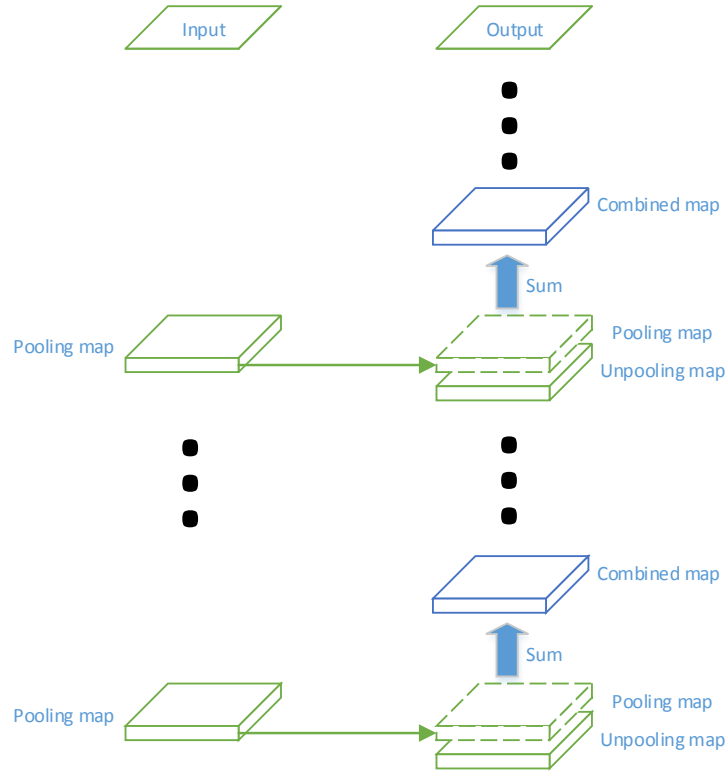 Input
Output
Combined map
Sum
Pooling map
Pooling map
Unpooling map
Combined map
Sum
Pooling map
Pooling map
Unpooling map